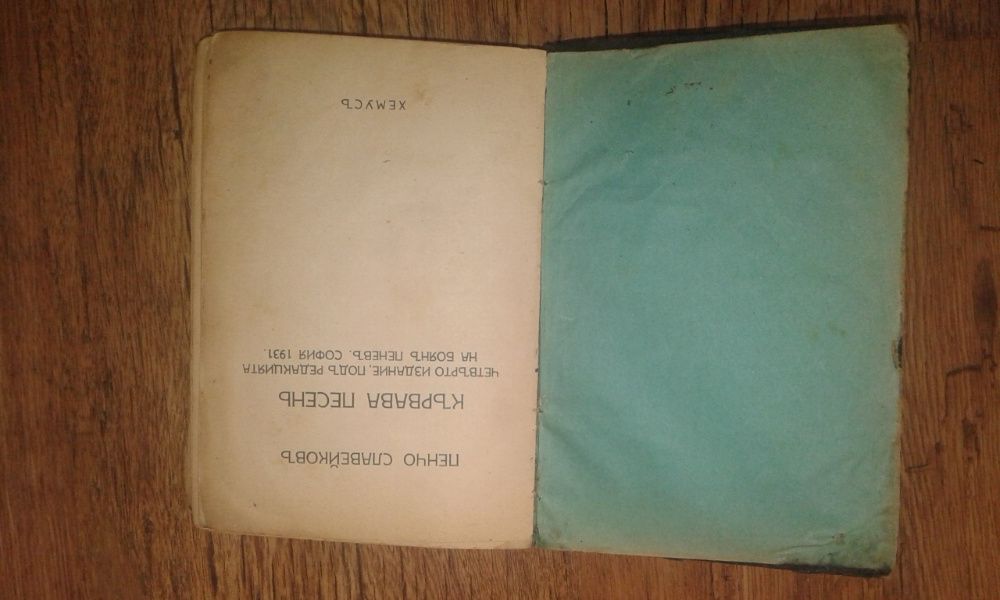 ПЕНЧО СЛАВЕЙКОВЪ
КЪРВАВА ПЕСЕНЬ
ЧЕТВЪРТО ИЗДАНИЕ. ПОДЪ РЕДАКЦИЯТА
НА БОЯНЪ ПЕНЕВЪ. СОФИЯ 1931.
ХЕМУСЪ